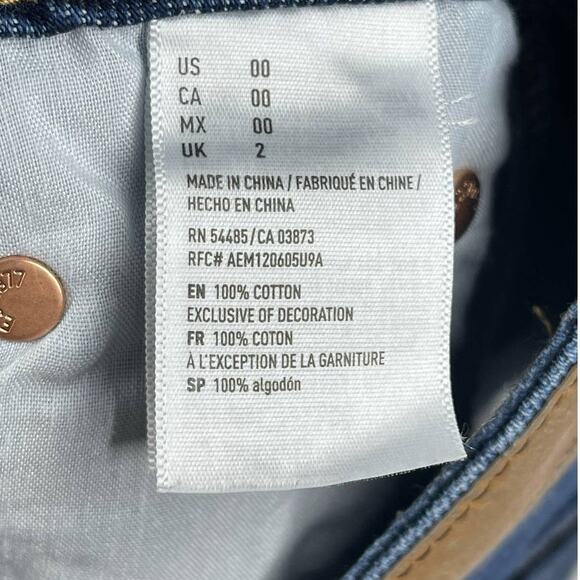 US 00
CA 00
MX 00
UK 2
MADE IN CHINA / FABRIQUÉ EN CHINE /
HECHO EN CHINA
RN 54485/CA 03873
RFC# AEM120605U9A
EN 100% COTTON
EXCLUSIVE OF DECORATION
FR 100% COTON
À L'EXCEPTION DE LA GARNITURE
SP 100% algodón